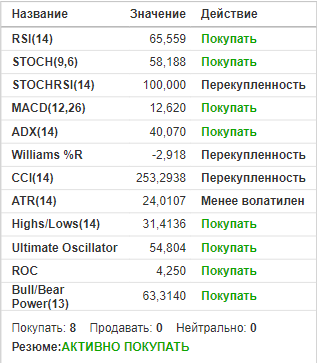 Название Значение Действие
RSI(14) 65,559 Покупать
STOCH(9,6) 58,188 Покупать
STOCHRSI(14) 100,000 Перекупленность
MACD(12,26) 12,620 Покупать
ADX(14) 40,070 Покупать
Williams %R -2,918 Перекупленность
CCI(14) 253,2938 Перекупленность
ATR(14) 24,0107 Менее волатилен
Highs/Lows(14) 31,4136 Покупать
Ultimate Oscillator 54,804 Покупать
ROC 4,250 Покупать
Bull/Bear
Power(13) 63,3140 Покупать
Покупать: 8 Продавать: 0 Нейтрально: 0
Резюме:АКТИВНО ПОКУПАТЬ